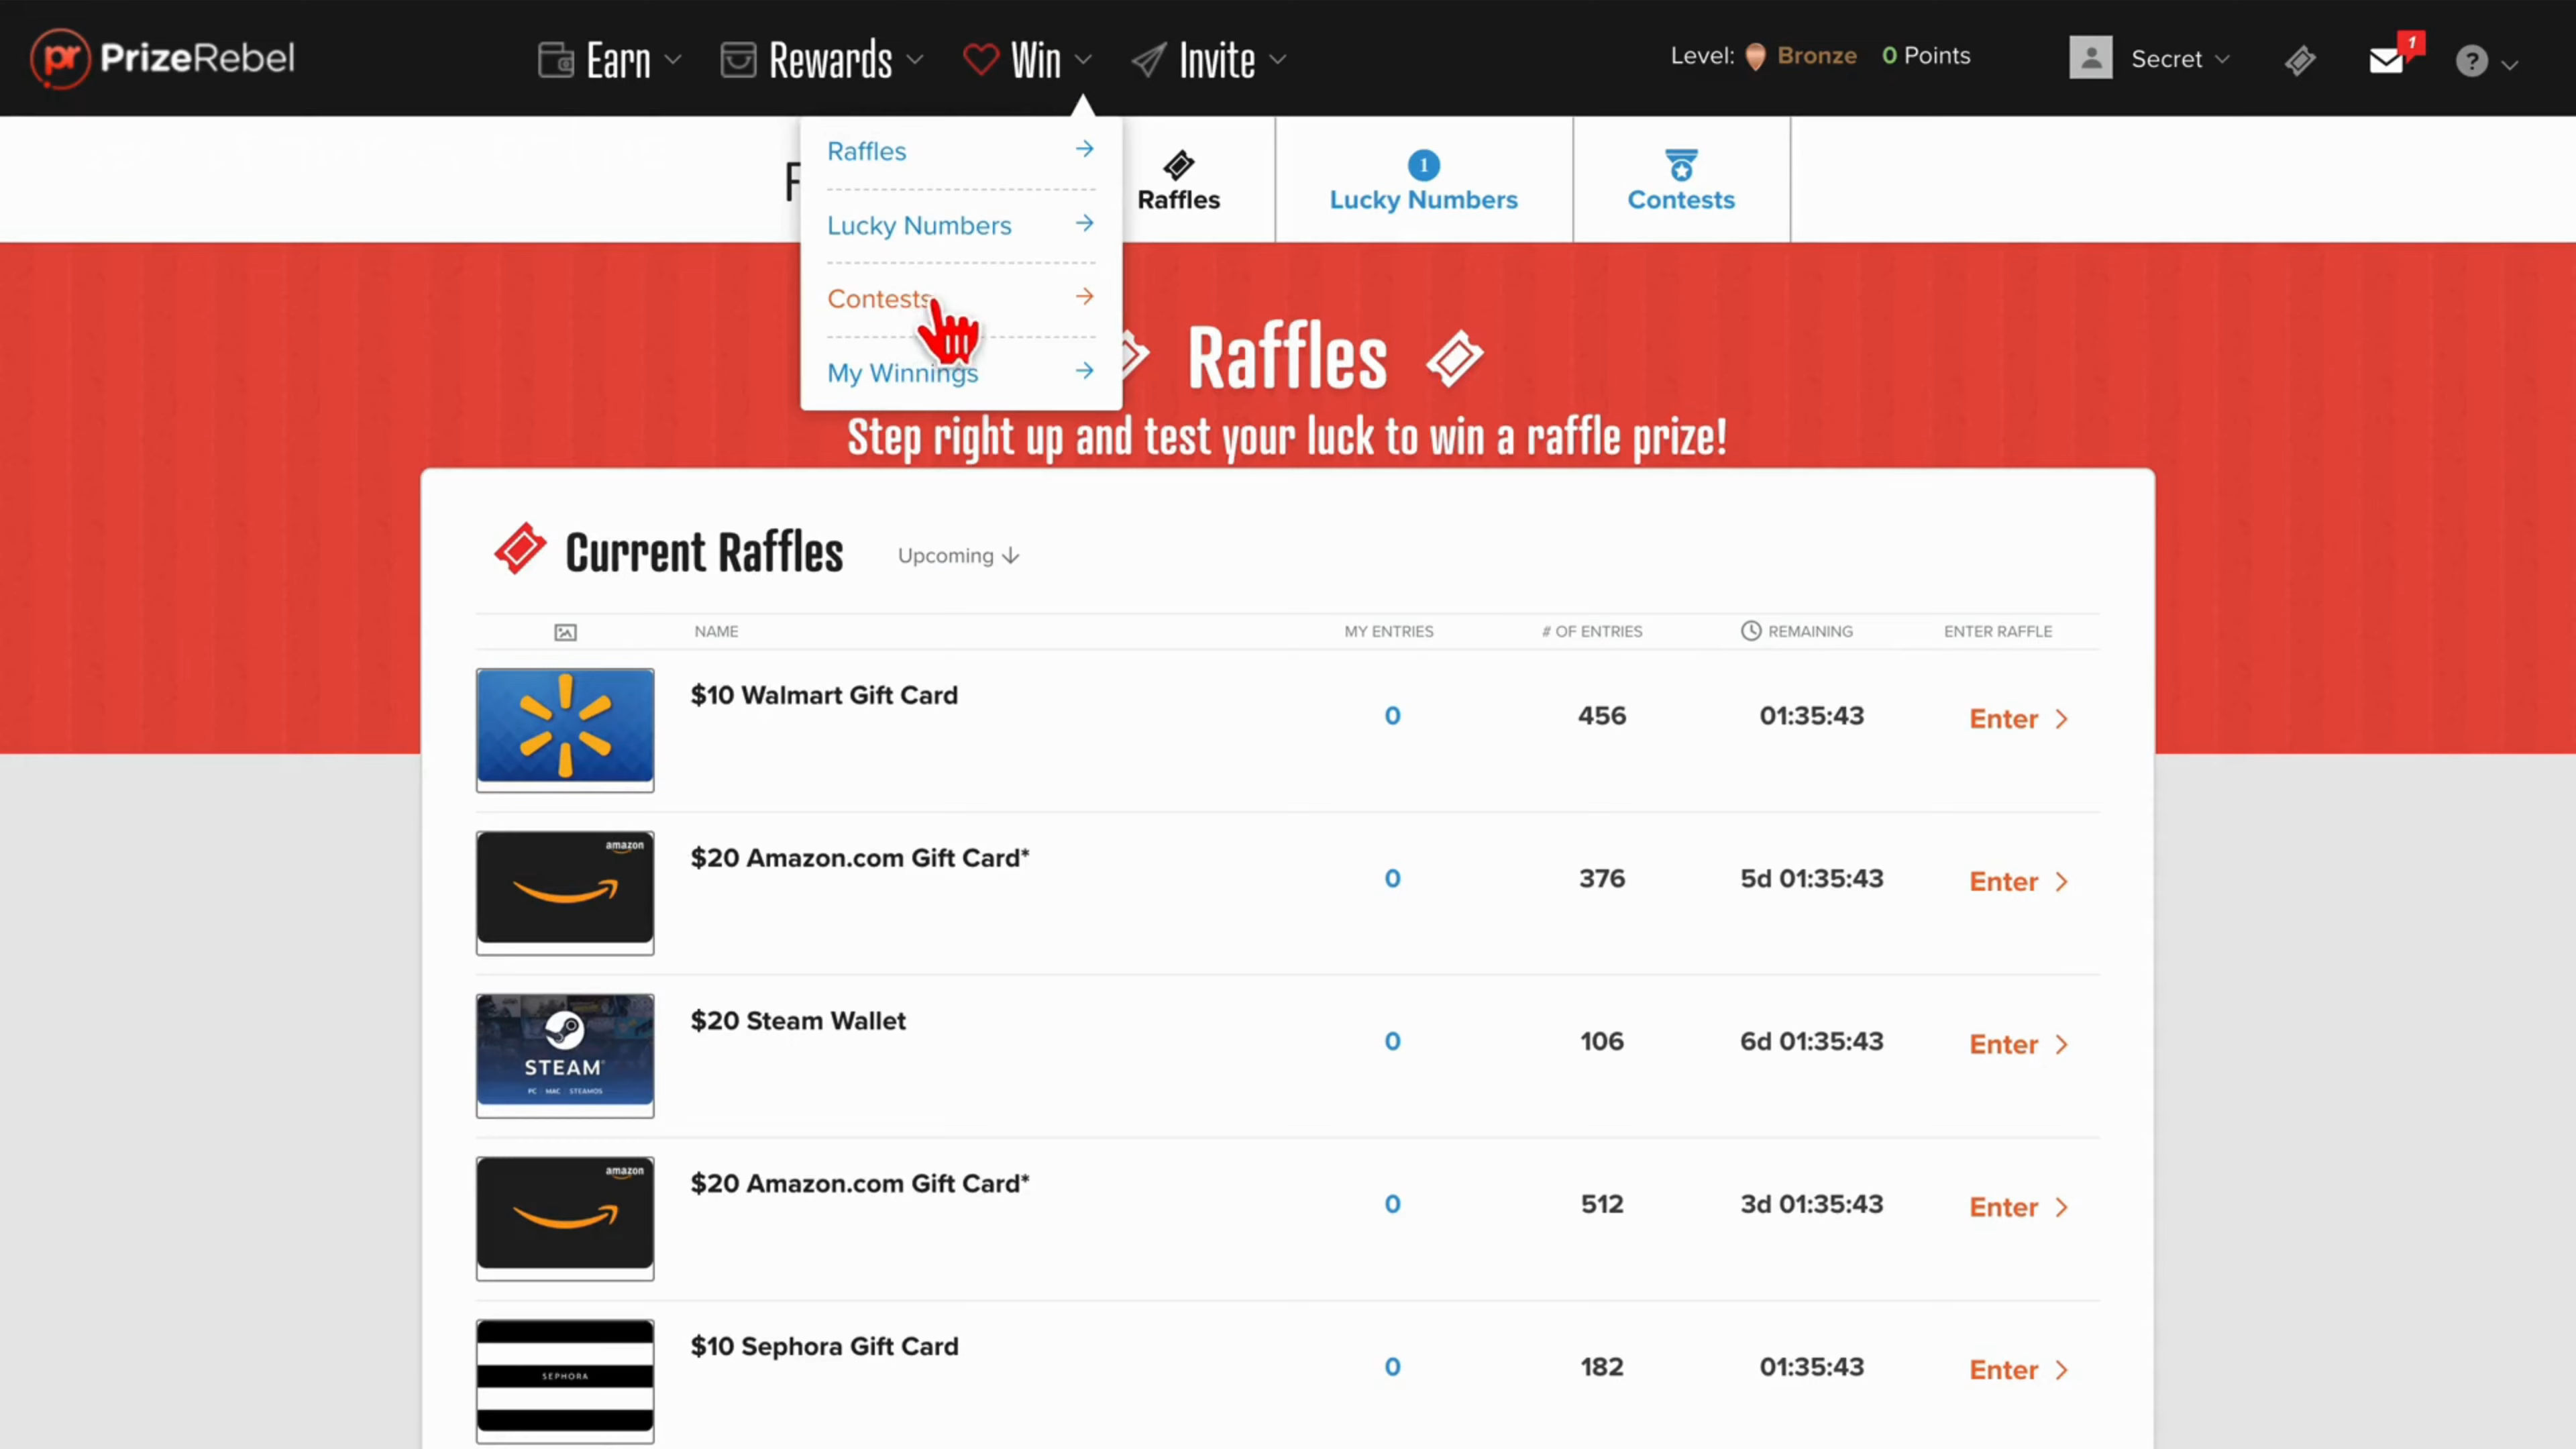 pr PrizeRebel
Earn Rewards Win Invite
Level: Bronze 0 Points
Secret
1
?
Raffles
Lucky Numbers
Contests
My Winnings
Raffles
1
Lucky Numbers
Contests
Raffles
Step right up and test your luck to win a raffle prize!
Current Raffles Upcoming
NAME MY ENTRIES # OF ENTRIES REMAINING ENTER RAFFLE
$10 Walmart Gift Card 0 456 01:35:43 Enter
amazon
$20 Amazon.com Gift Card* 0 376 5d 01:35:43 Enter
STEAM
PC MAC STEAMOS
$20 Steam Wallet 0 106 6d 01:35:43 Enter
amazon
$20 Amazon.com Gift Card* 0 512 3d 01:35:43 Enter
SEPHORA
$10 Sephora Gift Card 0 182 01:35:43 Enter